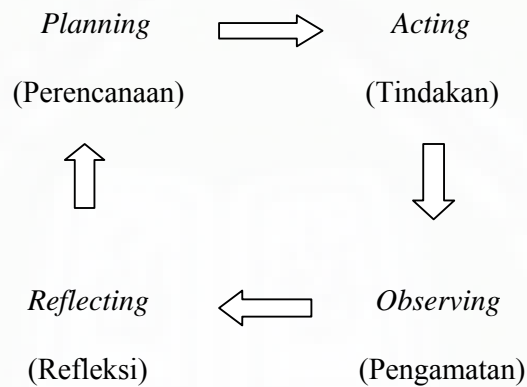 Planning
Acting
(Perencanaan)
(Tindakan)
Reflecting
Observing
(Refleksi)
(Pengamatan)